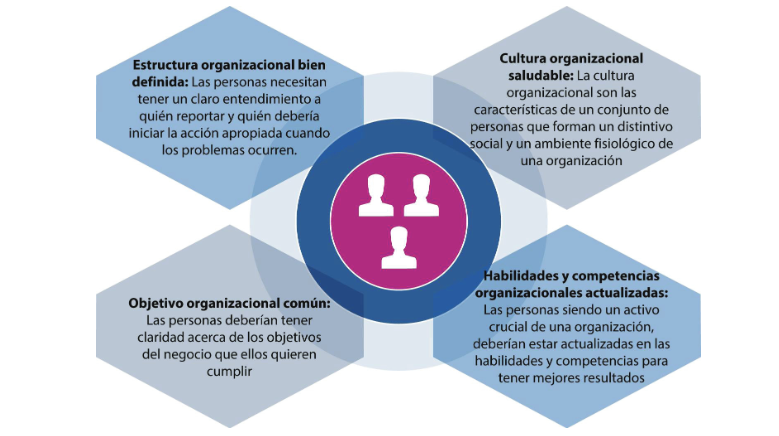 Estructura organizacional bien
definida: Las personas necesitan
tener un claro entendimiento a
quién reportar y quién debería
iniciar la acción apropiada cuando
los problemas ocurren.
Cultura organizacional
saludable: La cultura
organizacional son las
características de un conjunto de
personas que forman un distintivo
social y un ambiente fisiológico de
una organización
Objetivo organizacional común:
Las personas deberían tener
claridad acerca de los objetivos
del negocio que ellos quieren
cumplir
Habilidades y competencias
organizacionales actualizadas:
Las personas siendo un activo
crucial de una organización,
deberían estar actualizadas en las
habilidades y competencias para
tener mejores resultados